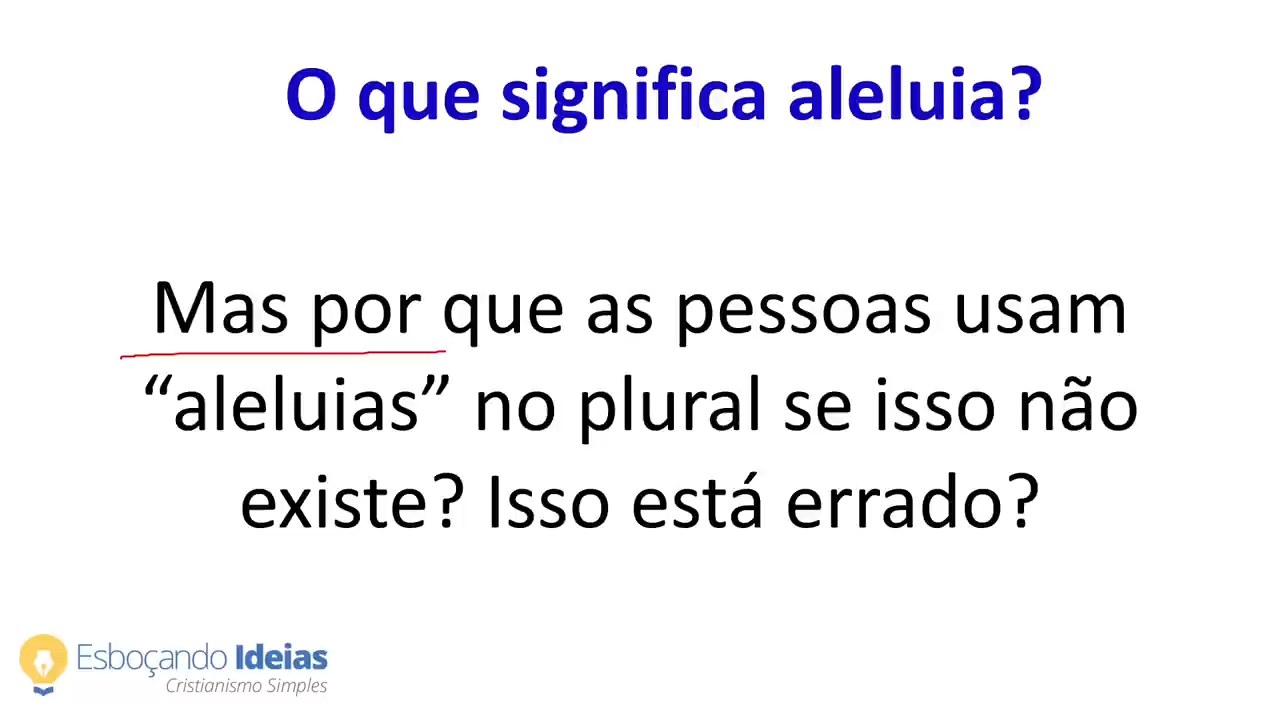 O que significa aleluia?
Mas por que as pessoas usam
“aleluias” no plural se isso não
existe? Isso está errado?
Esboçando Ideias
Cristianismo Simples